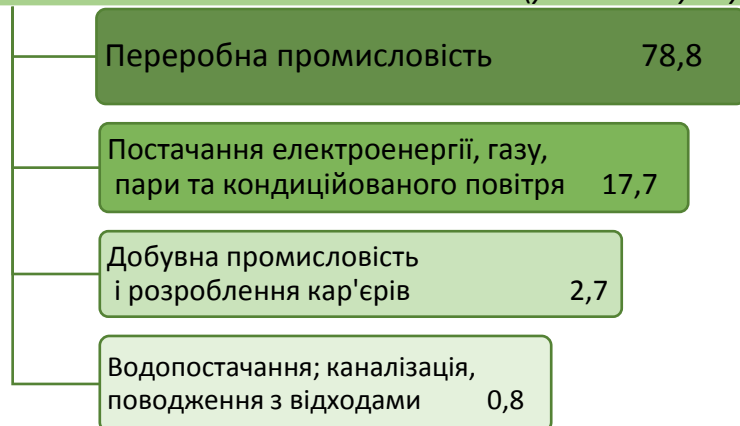 Переробна промисловість 78,8
Постачання електроенергії, газу,
пари та кондиційованого повітря 17,7
Добувна промисловість
і розроблення кар'єрів 2,7
Водопостачання; каналізація,
поводження з відходами 0,8